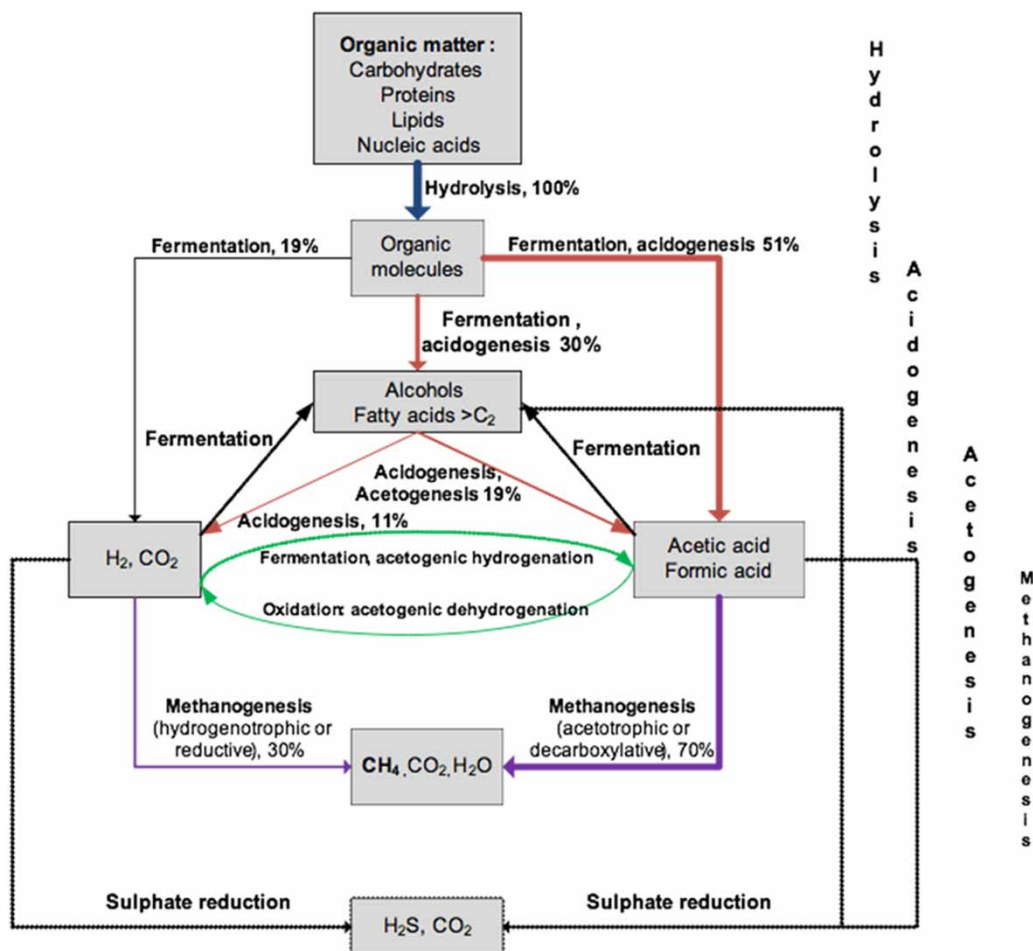 Organic matter :
Carbohydrates
Proteins
Lipids
Nucleic acids
Hydrolysis, 100%
Fermentation, 19%
Organic
molecules
Fermentation, acidogenesis 51%
Fermentation ,
acidogenesis 30%
Alcohols
Fatty acids >C₂
Fermentation
Fermentation
Acidogenesis,
Acetogenesis 19%
Acidogenesis, 11%
H₂, CO₂
Fermentation, acetogenic hydrogenation
Acetic acid
Formic acid
Oxidation: acetogenic dehydrogenation
Methanogenesis
(hydrogenotrophic or
reductive), 30%
Methanogenesis
(acetotrophic or
decarboxylative), 70%
CH₄,CO₂,H₂O
Sulphate reduction
Sulphate reduction
H₂S, CO₂
Hydrolysis
Acidogenesis
Acetogenesis
Methanogenesis